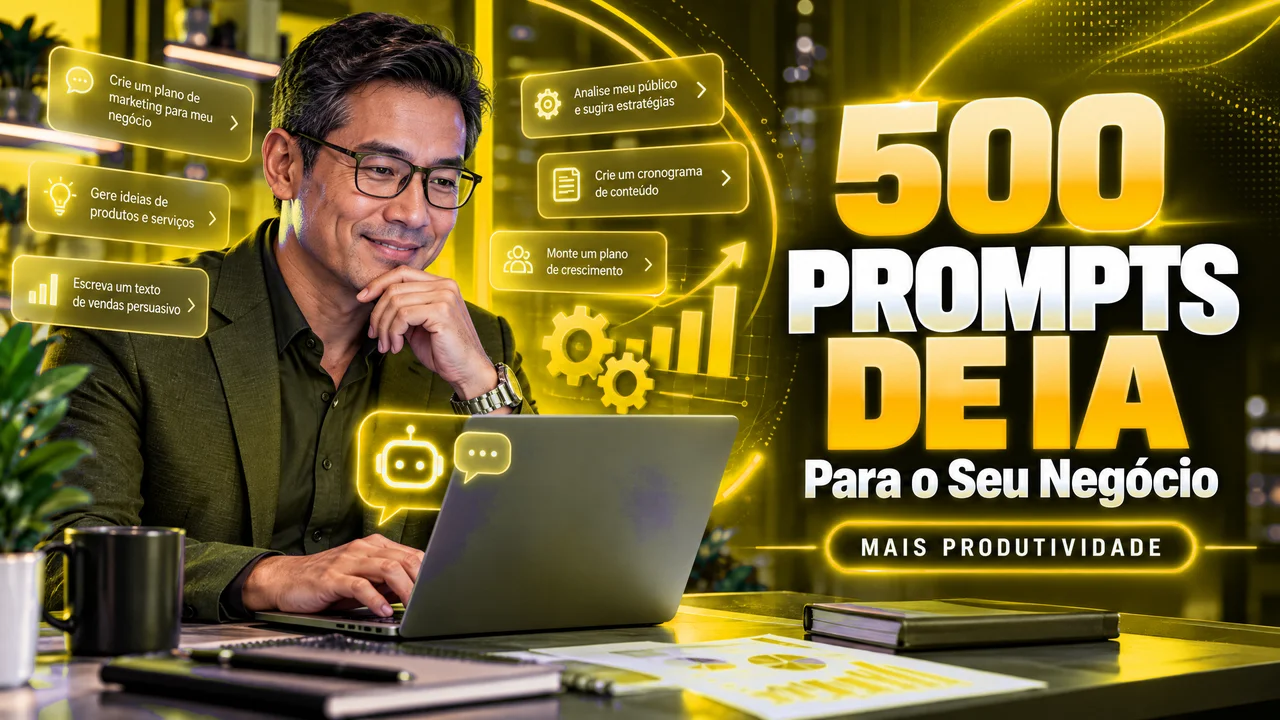 Crie um plano de
marketing para meu
negócio
Gere ideias de
produtos e serviços
Escreva um texto
de vendas persuasivo
Analise meu público
e sugira estratégias
Crie um cronograma
de conteúdo
Monte um plano
de crescimento
500
PROMPTS
DE IA
Para o Seu Negócio
MAIS PRODUTIVIDADE